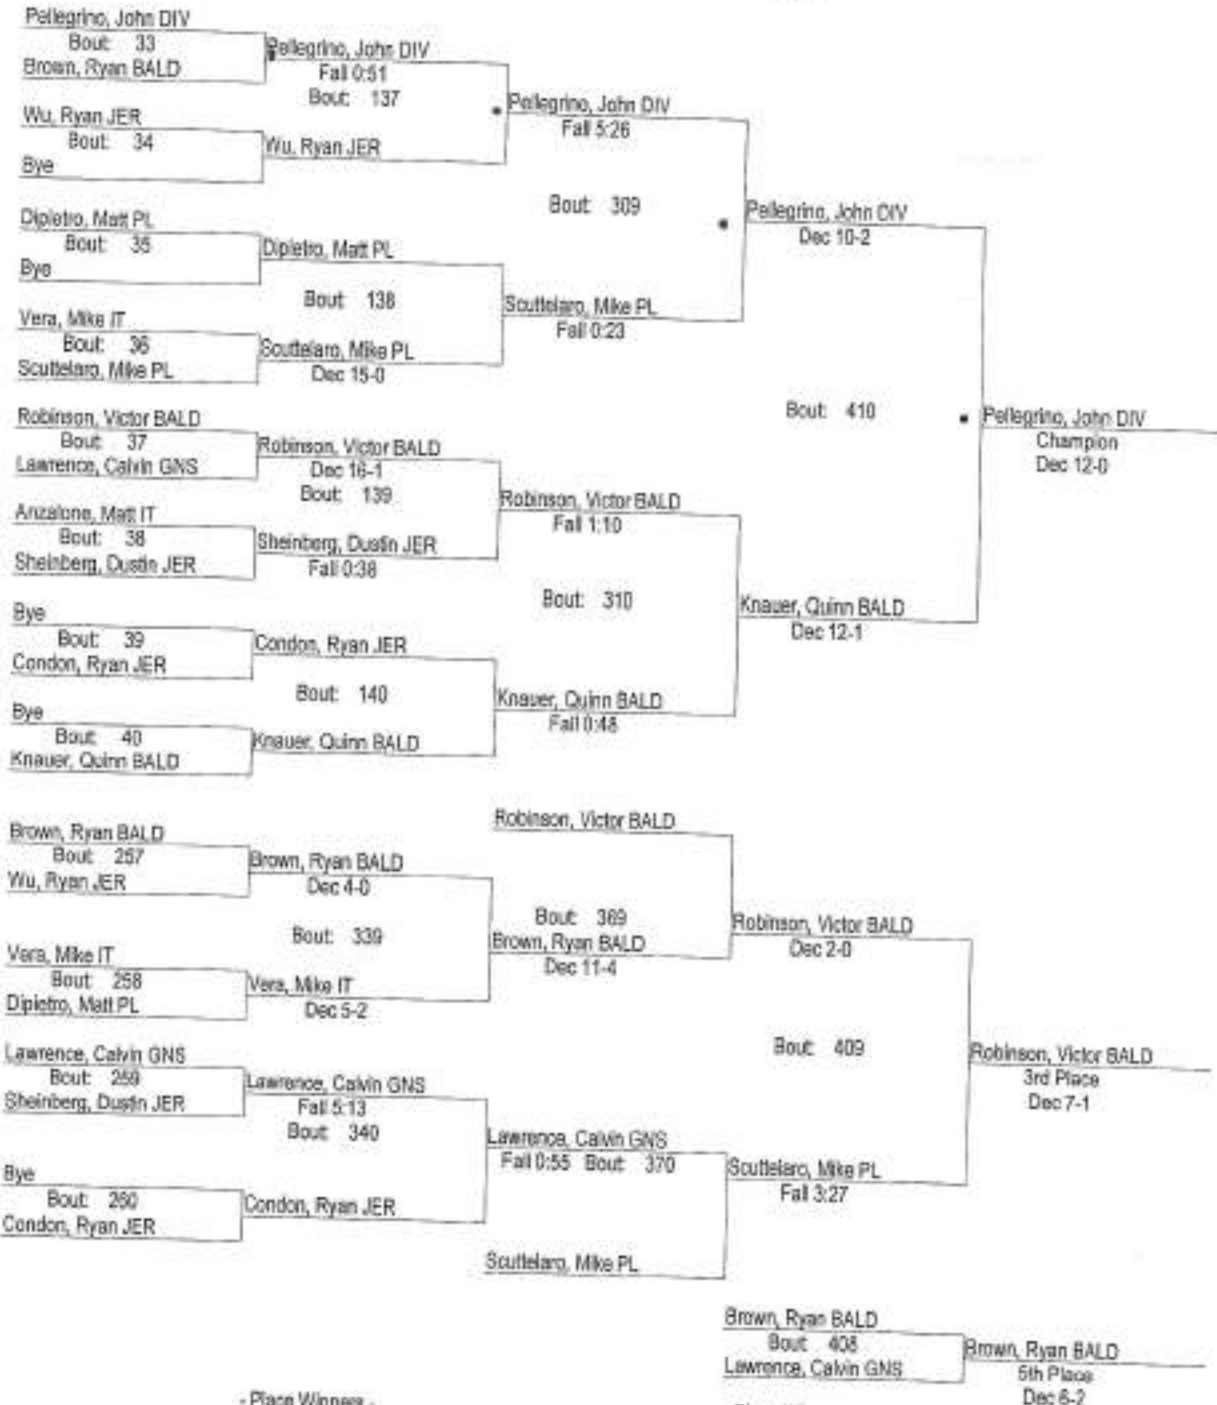 Pellegrino, John DIV
Bout: 33
Brown, Ryan BALD
Pellegrino, John DIV
Fall 0:51
Bout: 137
Wu, Ryan JER
Bout: 34
Bye
Wu, Ryan JER
Pellegrino, John DIV
Fall 5:26
Bout: 309
Dipietro, Matt PL
Bout: 35
Bye
Dipietro, Matt PL
Bout: 138
Vera, Mike IT
Bout: 36
Scuttelaro, Mike PL
Scuttelaro, Mike PL
Dec 15-0
Scuttelaro, Mike PL
Fall 0:23
Pellegrino, John DIV
Dec 10-2
Bout: 410
Pellegrino, John DIV
Champion
Dec 12-0
Robinson, Victor BALD
Bout: 37
Lawrence, Calvin GNS
Robinson, Victor BALD
Dec 16-1
Bout: 139
Anzalone, Matt IT
Bout: 38
Sheinberg, Dustin JER
Sheinberg, Dustin JER
Fall 0:38
Robinson, Victor BALD
Fall 1:10
Bout: 310
Knauer, Quinn BALD
Dec 12-1
Bye
Bout: 39
Condon, Ryan JER
Condon, Ryan JER
Bout: 140
Bye
Bout: 40
Knauer, Quinn BALD
Knauer, Quinn BALD
Knauer, Quinn BALD
Fall 0:48
Brown, Ryan BALD
Bout: 257
Wu, Ryan JER
Brown, Ryan BALD
Dec 4-0
Bout: 339
Vera, Mike IT
Bout: 258
Dipietro, Matt PL
Vera, Mike IT
Dec 5-2
Robinson, Victor BALD
Bout: 369
Brown, Ryan BALD
Dec 11-4
Robinson, Victor BALD
Dec 2-0
Bout: 409
Robinson, Victor BALD
3rd Place
Dec 7-1
Lawrence, Calvin GNS
Bout: 259
Sheinberg, Dustin JER
Lawrence, Calvin GNS
Fall 5:13
Bout: 340
Bye
Bout: 260
Condon, Ryan JER
Condon, Ryan JER
Lawrence, Calvin GNS
Fall 0:55 Bout: 370
Scuttelaro, Mike PL
Scuttelaro, Mike PL
Fall 3:27
Brown, Ryan BALD
Bout: 408
Lawrence, Calvin GNS
Brown, Ryan BALD
5th Place
Dec 6-2
- Place Winners -